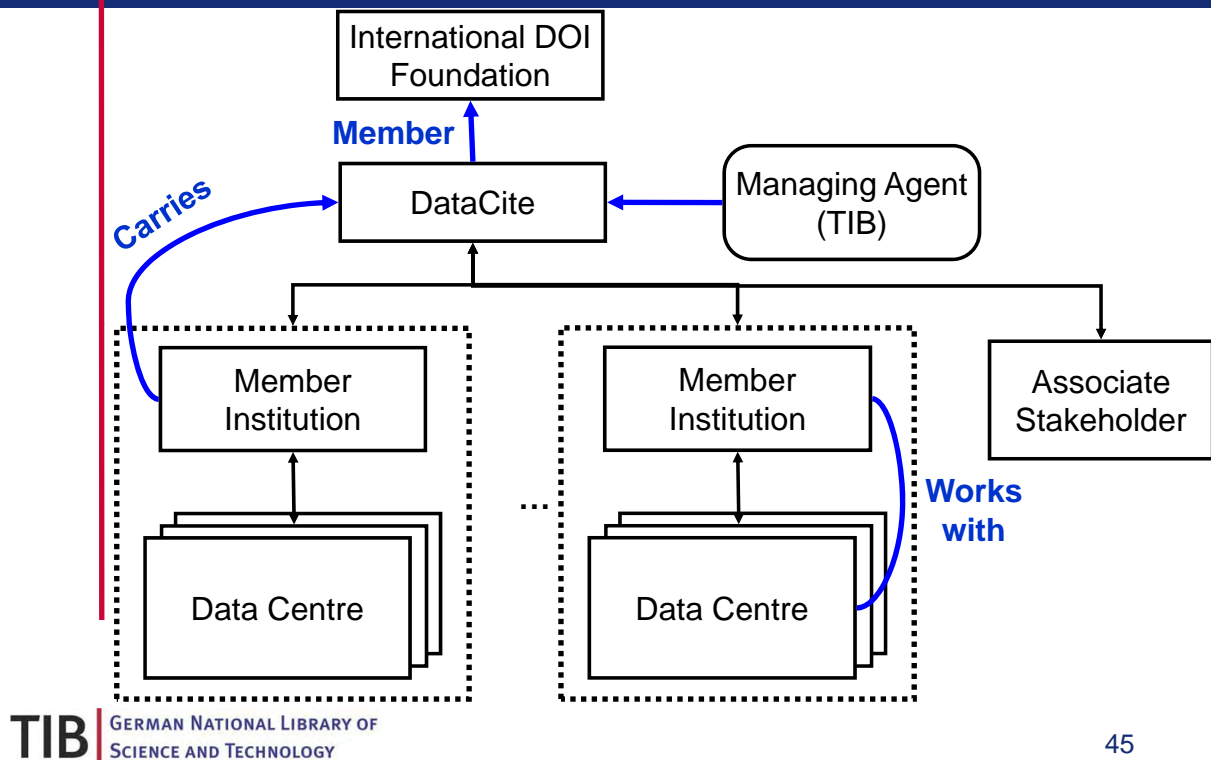 International DOI
Foundation
Member
Carries
DataCite
Managing Agent
(TIB)
Member
Institution
Member
Institution
Associate
Stakeholder
Works
with
...
Data Centre
Data Centre
TIB
GERMAN NATIONAL LIBRARY OF
SCIENCE AND TECHNOLOGY
45